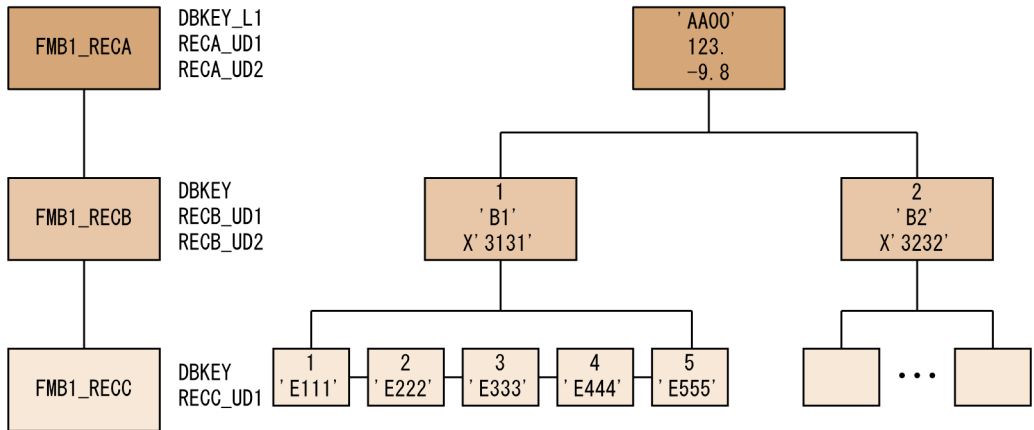 FMB1_RECA
DBKEY_L1
RECA_UD1
RECA_UD2
'AA00'
123.
-9.8
FMB1_RECB
DBKEY
RECB_UD1
RECB_UD2
1
'B1'
X'3131'
2
'B2'
X'3232'
FMB1_RECC
DBKEY
RECC_UD1
1
'E111'
2
'E222'
3
'E333'
4
'E444'
5
'E555'
...